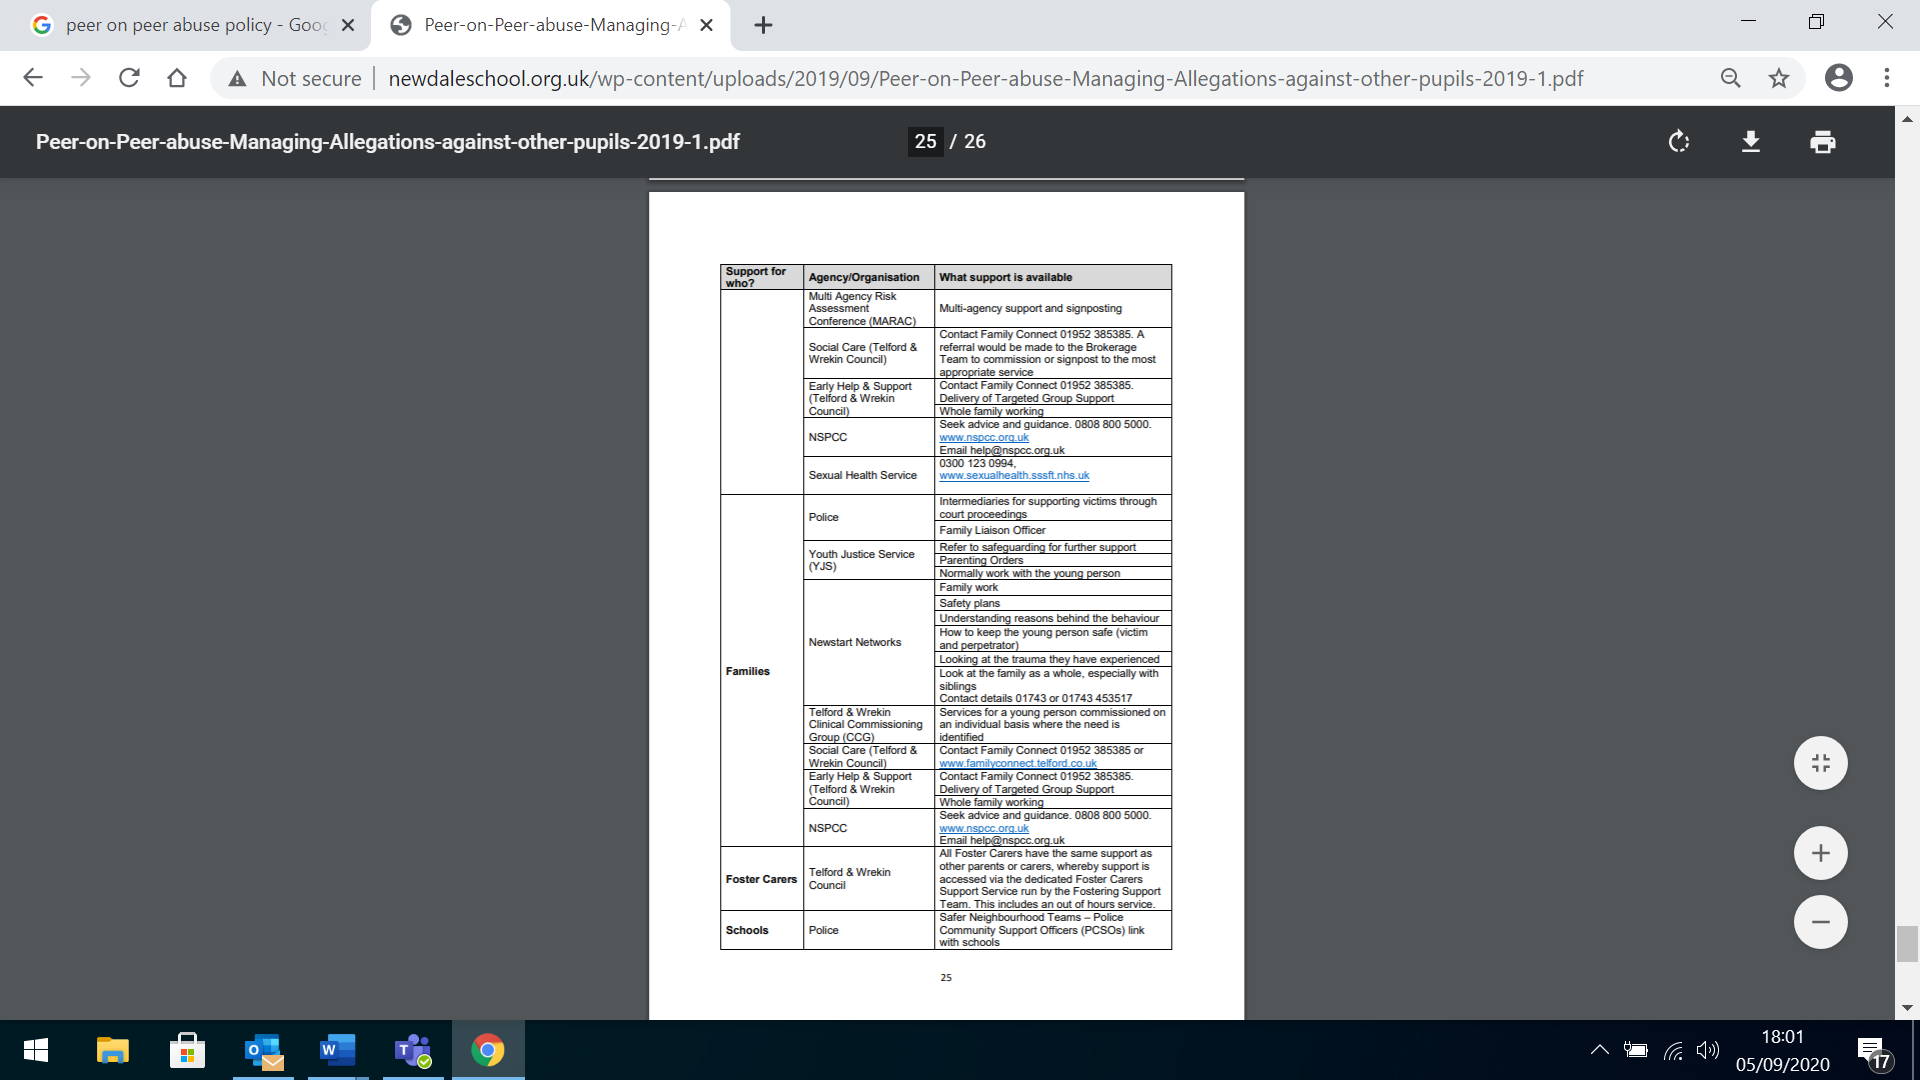 peer on peer abuse policy - Goo
Peer-on-Peer-abuse-Managing-A
Not secure
newdaleschool.org.uk/wp-content/uploads/2019/09/Peer-on-Peer-abuse-Managing-Allegations-against-other-pupils-2019-1.pdf
Peer-on-Peer-abuse-Managing-Allegations-against-other-pupils-2019-1.pdf
25 / 26
Support for
who?
Agency/Organisation
What support is available
Multi Agency Risk
Assessment
Conference (MARAC)
Multi-agency support and signposting
Social Care (Telford &
Wrekin Council)
Contact Family Connect 01952 385385. A
referral would be made to the Brokerage
Team to commission or signpost to the most
appropriate service
Early Help & Support
(Telford & Wrekin
Council)
Contact Family Connect 01952 385385.
Delivery of Targeted Group Support
Whole family working
NSPCC
Seek advice and guidance. 0808 800 5000.
www.nspcc.org.uk
Email help@nspcc.org.uk
Sexual Health Service
0300 123 0994,
www.sexualhealth.sssft.nhs.uk
Families
Police
Intermediaries for supporting victims through
court proceedings
Family Liaison Officer
Youth Justice Service
(YJS)
Refer to safeguarding for further support
Parenting Orders
Normally work with the young person
Newstart Networks
Family work
Safety plans
Understanding reasons behind the behaviour
How to keep the young person safe (victim
and perpetrator)
Looking at the trauma they have experienced
Look at the family as a whole, especially with
siblings
Contact details 01743 or 01743 453517
Telford & Wrekin
Clinical Commissioning
Group (CCG)
Services for a young person commissioned on
an individual basis where the need is
identified
Social Care (Telford &
Wrekin Council)
Contact Family Connect 01952 385385 or
www.familyconnect.telford.co.uk
Early Help & Support
(Telford & Wrekin
Council)
Contact Family Connect 01952 385385.
Delivery of Targeted Group Support
Whole family working
NSPCC
Seek advice and guidance. 0808 800 5000.
www.nspcc.org.uk
Email help@nspcc.org.uk
Foster Carers
Telford & Wrekin
Council
All Foster Carers have the same support as
other parents or carers, whereby support is
accessed via the dedicated Foster Carers
Support Service run by the Fostering Support
Team. This includes an out of hours service.
Schools
Police
Safer Neighbourhood Teams – Police
Community Support Officers (PCSOs) link
with schools
25
18:01
05/09/2020
17